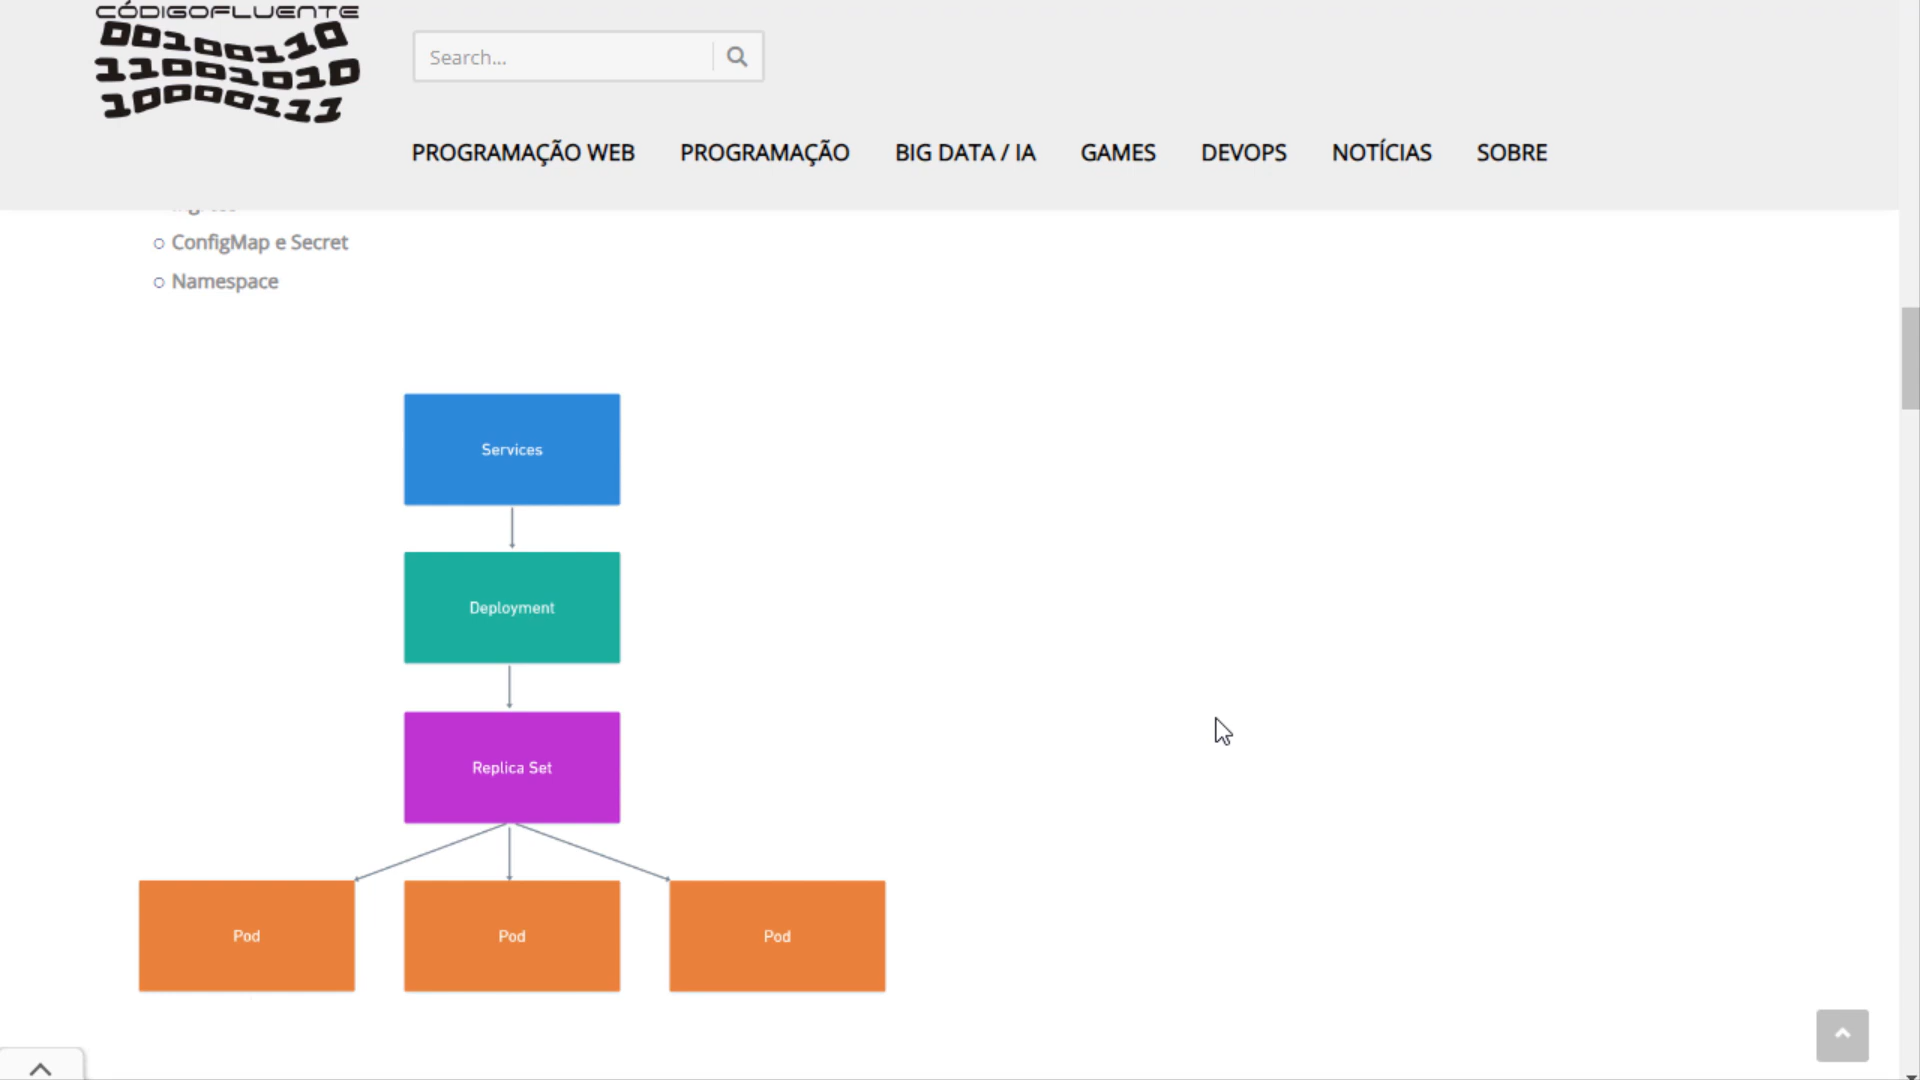 CÓDIGOFLUENTE
00100110
11001010
10000111
Search...
PROGRAMAÇÃO WEB
PROGRAMAÇÃO
BIG DATA / IA
GAMES
DEVOPS
NOTÍCIAS
SOBRE
ConfigMap e Secret
Namespace
Services
Deployment
Replica Set
Pod
Pod
Pod